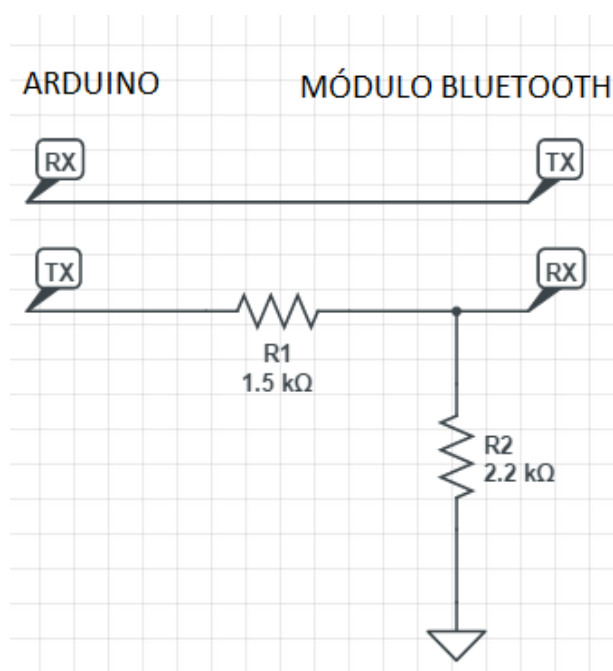 ARDUINO
MÓDULO BLUETOOTH
RX
TX
TX
RX
R1
1.5 kΩ
R2
2.2 kΩ